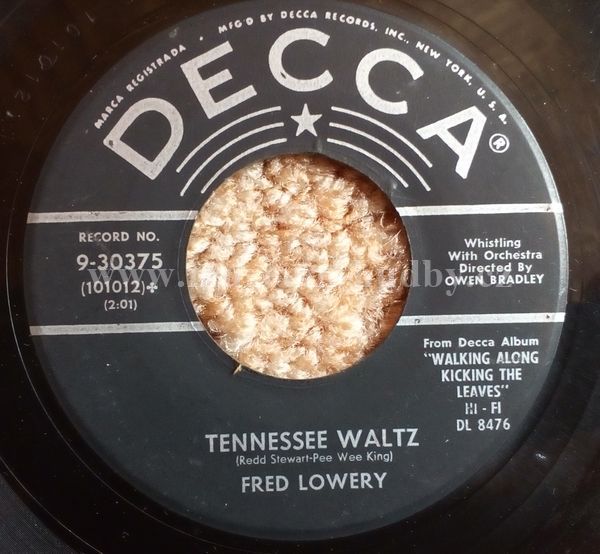 MARCA REGISTRADA • MFG'D BY DECCA RECORDS, INC., NEW YORK, U. S. A.
DECCA®
RECORD NO.
9-30375
(101012)+
(2:01)
Whistling
With Orchestra
Directed By
OWEN BRADLEY
From Decca Album
"WALKING ALONG
KICKING THE
LEAVES"
HI - FI
DL 8476
TENNESSEE WALTZ
(Redd Stewart-Pee Wee King)
FRED LOWERY